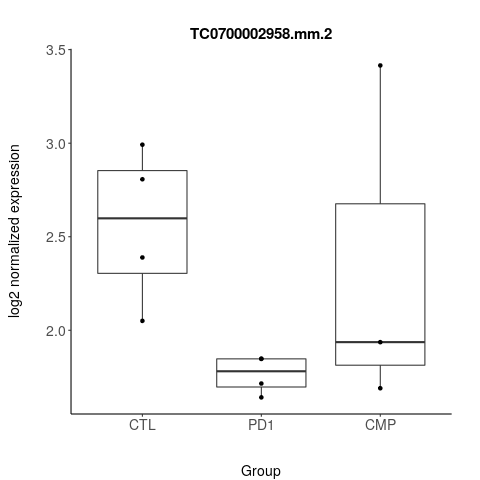 TC0700002958.mm.2
3.5
3.0
2.5
2.0
log2 normalized expression
CTL PD1 CMP
Group